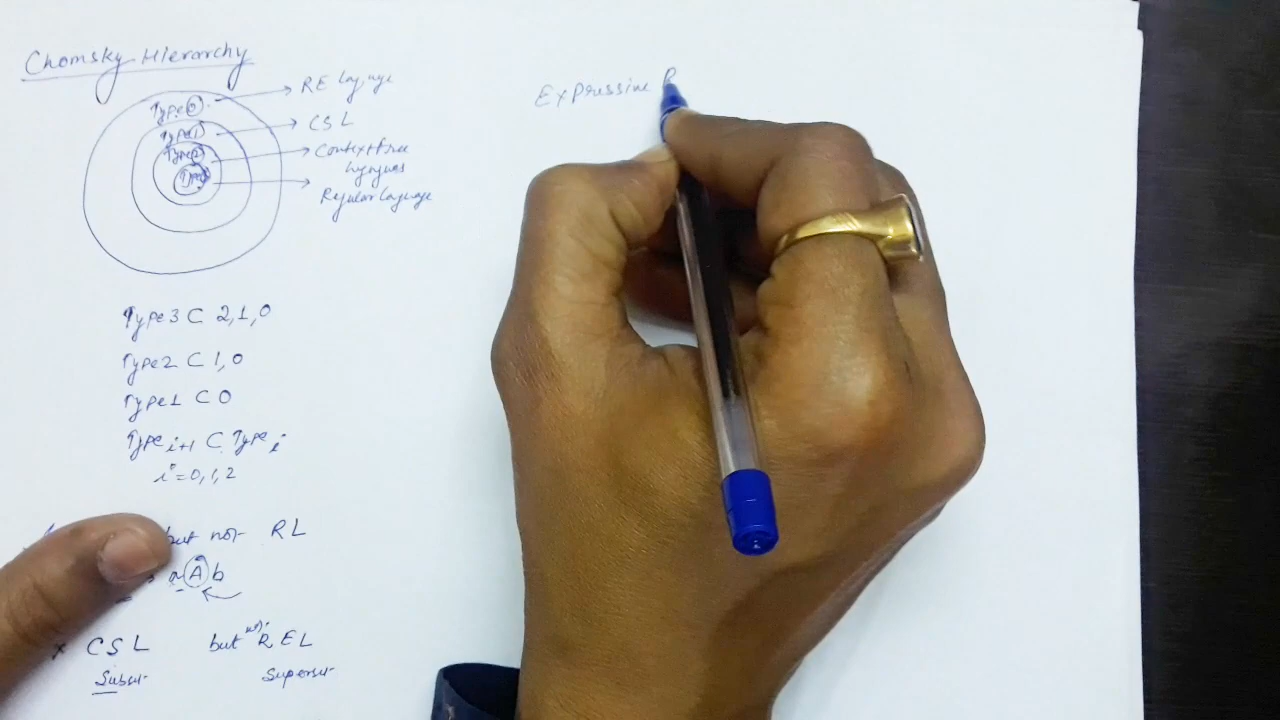 Chomsky Hierarchy
Type 0
RE language
Type 1
CSL
Type 2
Context free
languages
Type 3
Regular language
Type 3 ⊂ 2, 1, 0
Type 2 ⊂ 1, 0
Type 1 ⊂ 0
Type i+1 ⊂ Type i
i = 0, 1, 2
but not RL
a A b
x CSL but not REL
Subset Superset
Expressive P